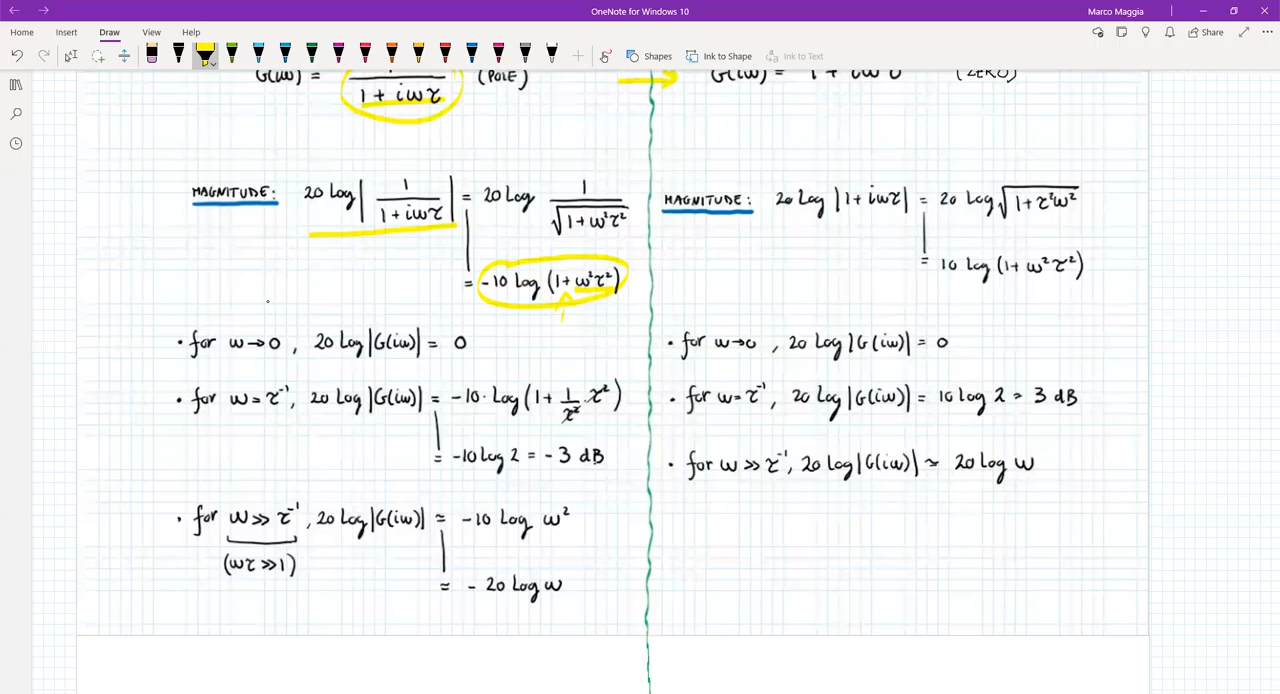 OneNote for Windows 10
Marco Maggia
Home Insert Draw View Help
Share
Shapes Ink to Shape Ink to Text
G(iω) = 1 / (1 + iωτ) (POLE)
G(iω) = 1 + iωτ (ZERO)
MAGNITUDE: 20 Log | 1 / (1 + iωτ) | = 20 Log 1 / √(1 + ω²τ²)
= -10 Log (1 + ω²τ²)
• for ω→0, 20 Log |G(iω)| = 0
• for ω = τ⁻¹, 20 Log |G(iω)| = -10 · Log (1 + 1/τ² · τ²)
= -10 Log 2 = -3 dB
• for ω >> τ⁻¹, 20 Log |G(iω)| ≈ -10 Log ω²
(ωτ >> 1)
≈ - 20 Log ω
MAGNITUDE: 20 Log |1 + iωτ| = 20 Log √(1 + τ²ω²)
= 10 Log (1 + ω²τ²)
• for ω→0, 20 Log |G(iω)| = 0
• for ω = τ⁻¹, 20 Log |G(iω)| = 10 Log 2 = 3 dB
• for ω >> τ⁻¹, 20 Log |G(iω)| ≈ 20 Log ω